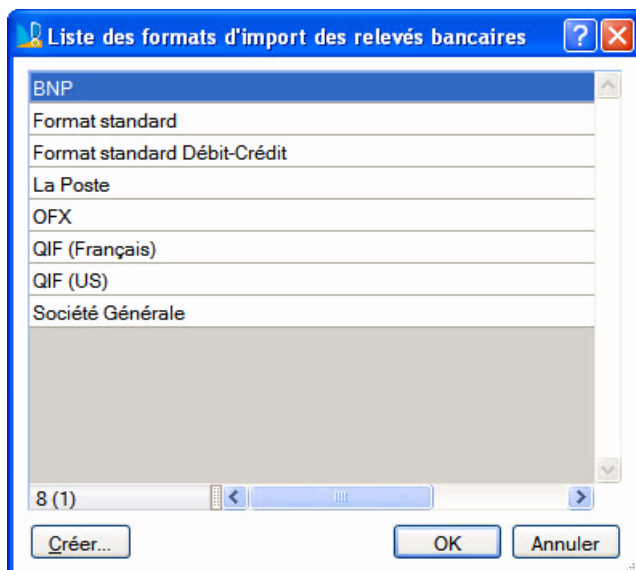 Liste des formats d'import des relevés bancaires
BNP
Format standard
Format standard Débit-Crédit
La Poste
OFX
QIF (Français)
QIF (US)
Société Générale
8 (1)
Créer... OK Annuler